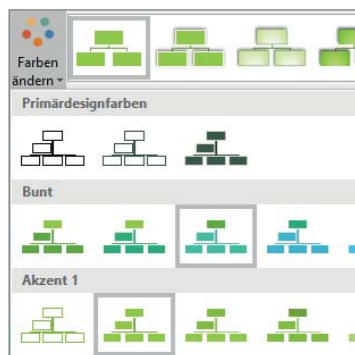 Farben
ändern
Primärdesignfarben
Bunt
Akzent 1